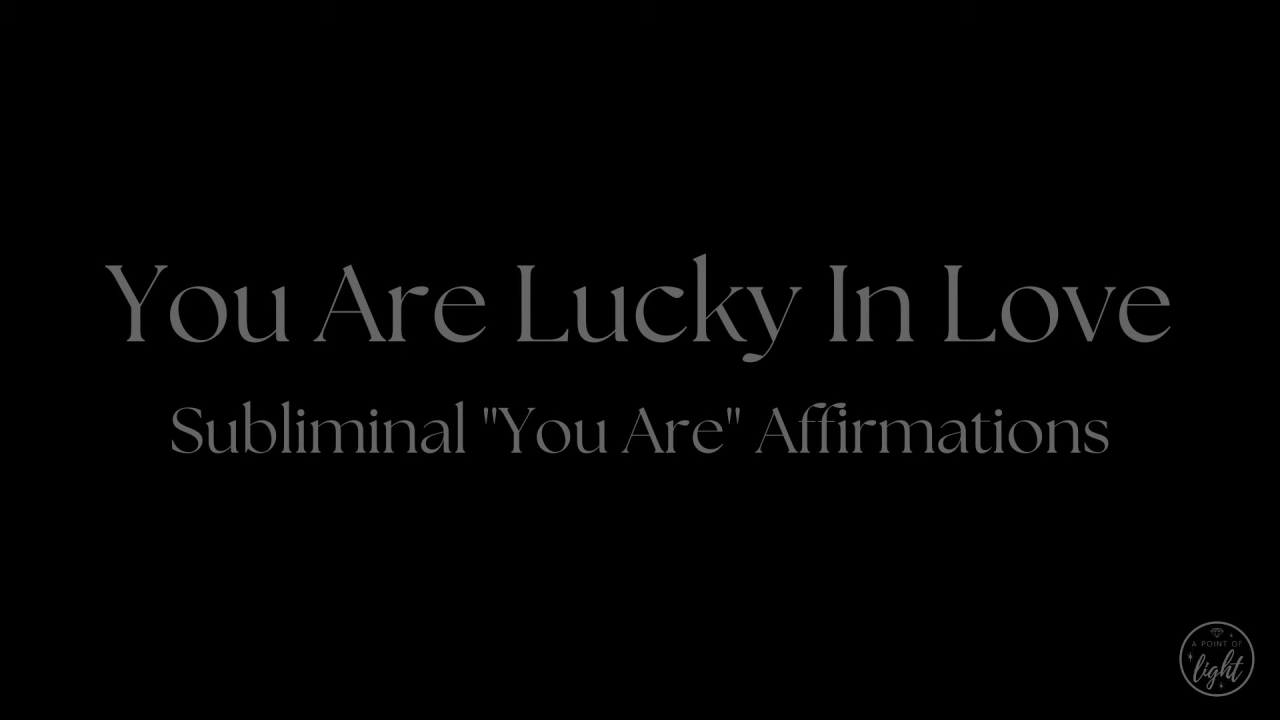 You Are Lucky In Love
Subliminal "You Are" Affirmations
A POINT OF
light